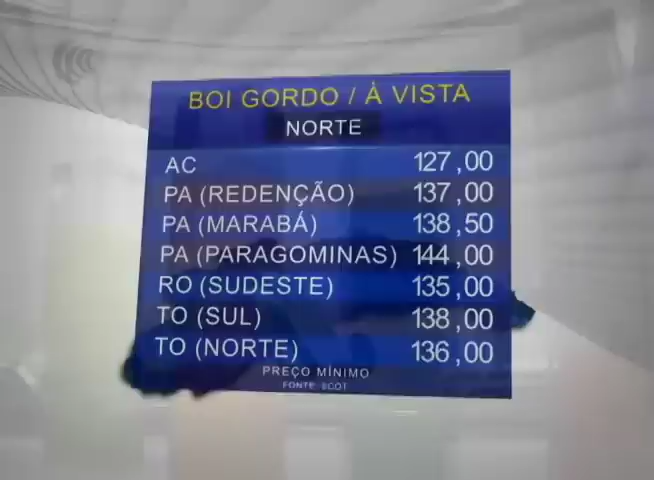 BOI GORDO / À VISTA
NORTE
AC 127,00
PA (REDENÇÃO) 137,00
PA (MARABÁ) 138,50
PA (PARAGOMINAS) 144,00
RO (SUDESTE) 135,00
TO (SUL) 138,00
TO (NORTE) 136,00
PREÇO MÍNIMO
FONTE: SCOT